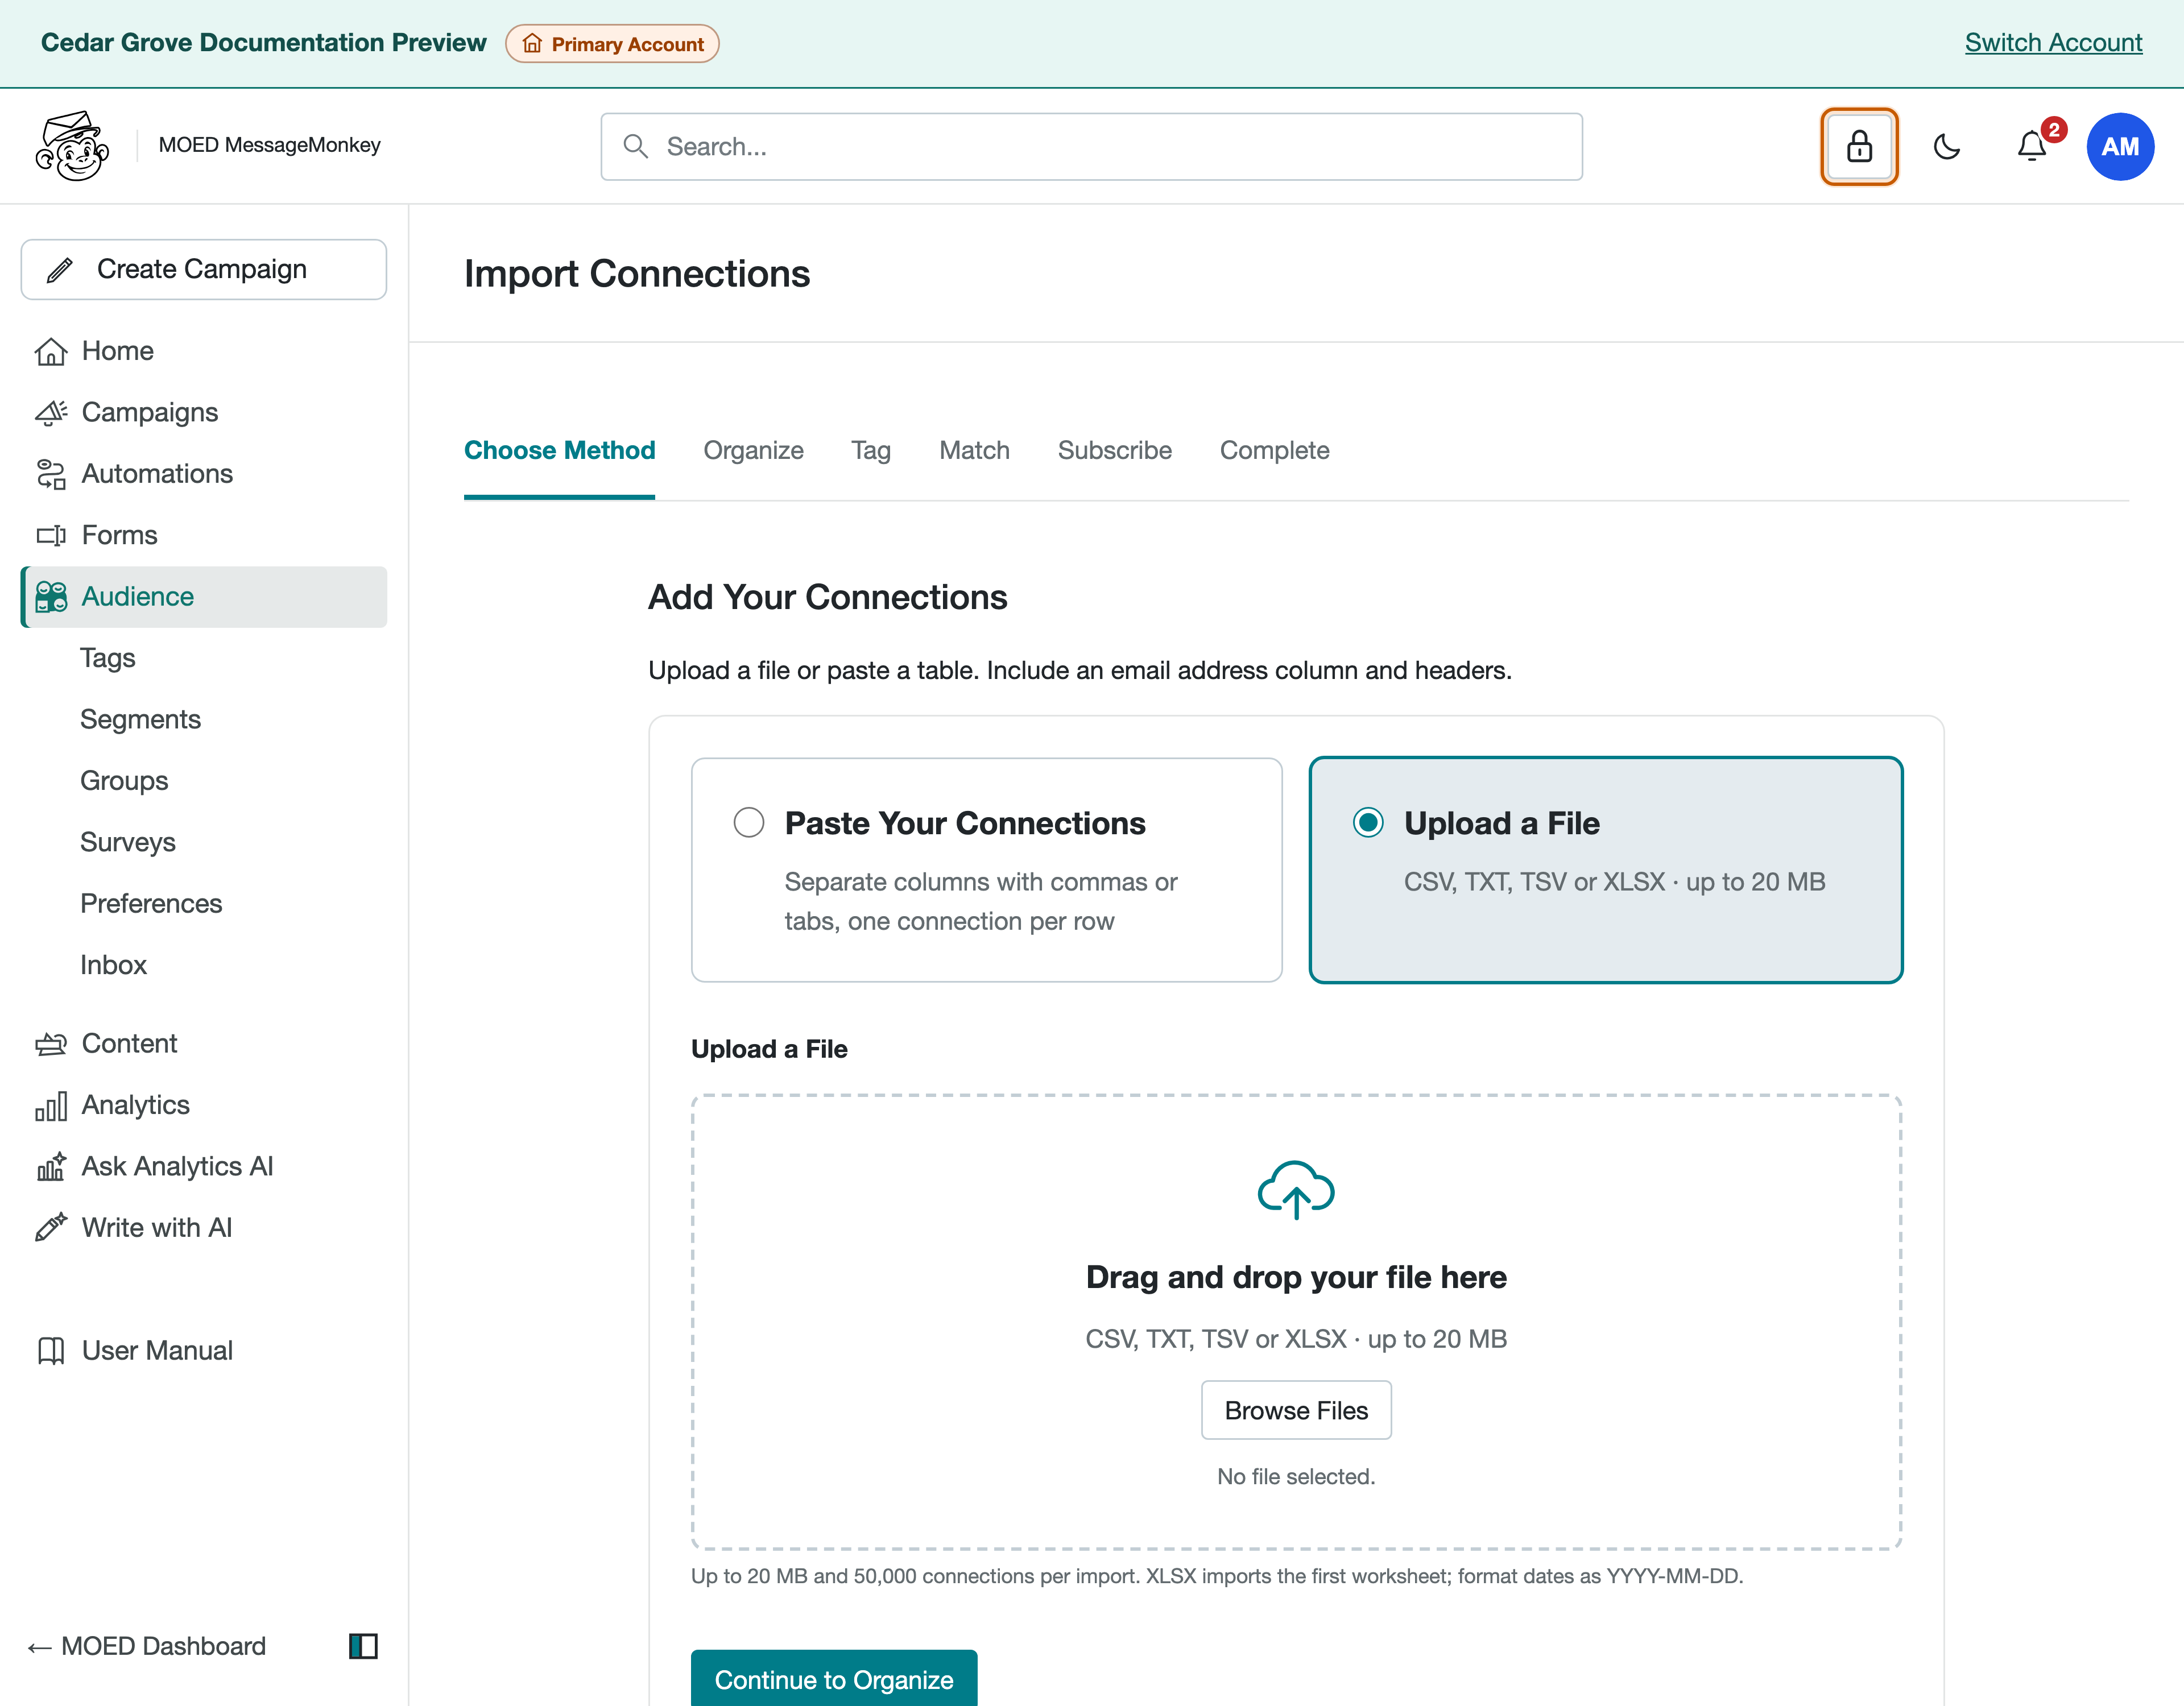 Cedar Grove Documentation Preview
Primary Account
Switch Account
MOED MessageMonkey
Search...
2
AM
Create Campaign
Home
Campaigns
Automations
Forms
Audience
Tags
Segments
Groups
Surveys
Preferences
Inbox
Content
Analytics
Ask Analytics AI
Write with AI
User Manual
← MOED Dashboard
Import Connections
Choose Method
Organize
Tag
Match
Subscribe
Complete
Add Your Connections
Upload a file or paste a table. Include an email address column and headers.
Paste Your Connections
Separate columns with commas or
tabs, one connection per row
Upload a File
CSV, TXT, TSV or XLSX · up to 20 MB
Upload a File
Drag and drop your file here
CSV, TXT, TSV or XLSX · up to 20 MB
Browse Files
No file selected.
Up to 20 MB and 50,000 connections per import. XLSX imports the first worksheet; format dates as YYYY-MM-DD.
Continue to Organize